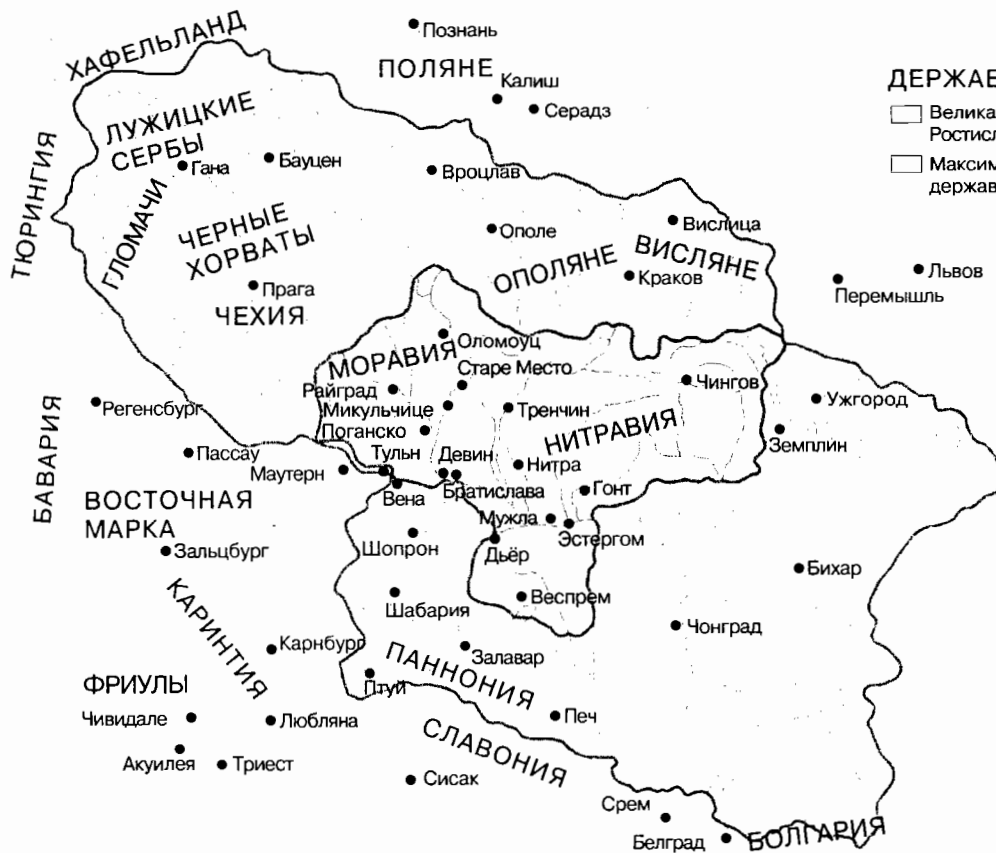 ХАФЕЛЬЛАНД
Познань
ПОЛЯНЕ
Калиш
Серадз
ЛУЖИЦКИЕ
СЕРБЫ
Гана
Бауцен
Вроцлав
ТЮРИНГИЯ
ГЛОМАЧИ
ЧЕРНЫЕ
ХОРВАТЫ
Ополе
Вислица
ОПОЛЯНЕ
ВИСЛЯНЕ
Краков
Львов
Перемышль
Прага
ЧЕХИЯ
Оломоуц
МОРАВИЯ
Старе Место
Райград
Микульчице
Поганско
Тренчин
Чингов
Ужгород
Земплин
НИТРАВИЯ
Регенсбург
БАВАРИЯ
Пассау
Маутерн
Тульн
Девин
Нитра
Вена
Братислава
Гонт
ВОСТОЧНАЯ
МАРКА
Мужла
Эстергом
Шопрон
Дьёр
Зальцбург
Бихар
Шабария
Веспрем
КАРИНТИЯ
Чонград
Карнбург
Залавар
ПАННОНИЯ
Птуй
ФРИУЛЫ
Чивидале
Любляна
Печ
СЛАВОНИЯ
Акуилея
Триест
Сисак
Срем
Белград
БОЛГАРИЯ
ДЕРЖАВ
Велика
Ростисл
Максим
держав